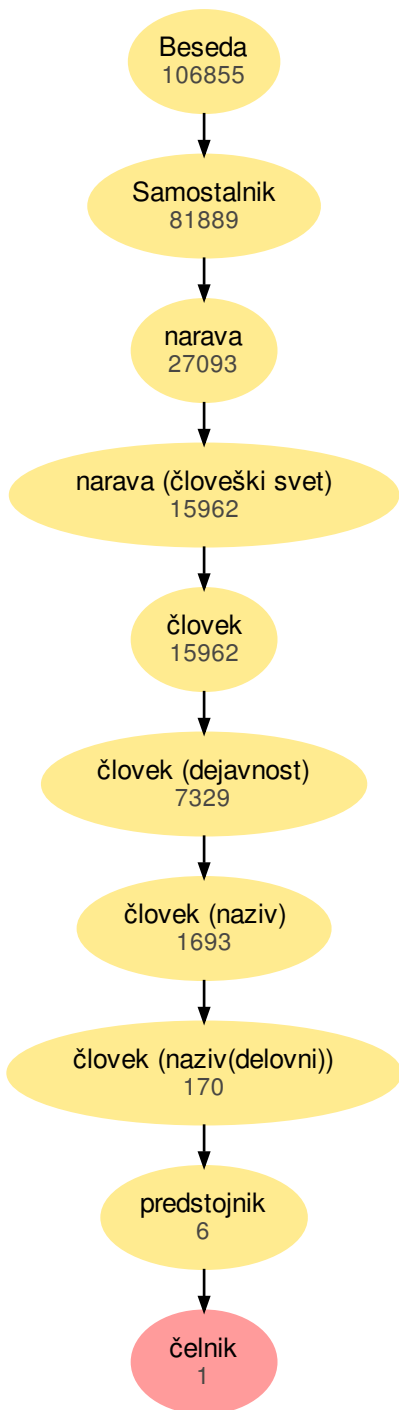 Beseda
106855
Samostalnik
81889
narava
27093
narava (človeški svet)
15962
človek
15962
človek (dejavnost)
7329
človek (naziv)
1693
človek (naziv(delovni))
170
predstojnik
6
čelnik
1